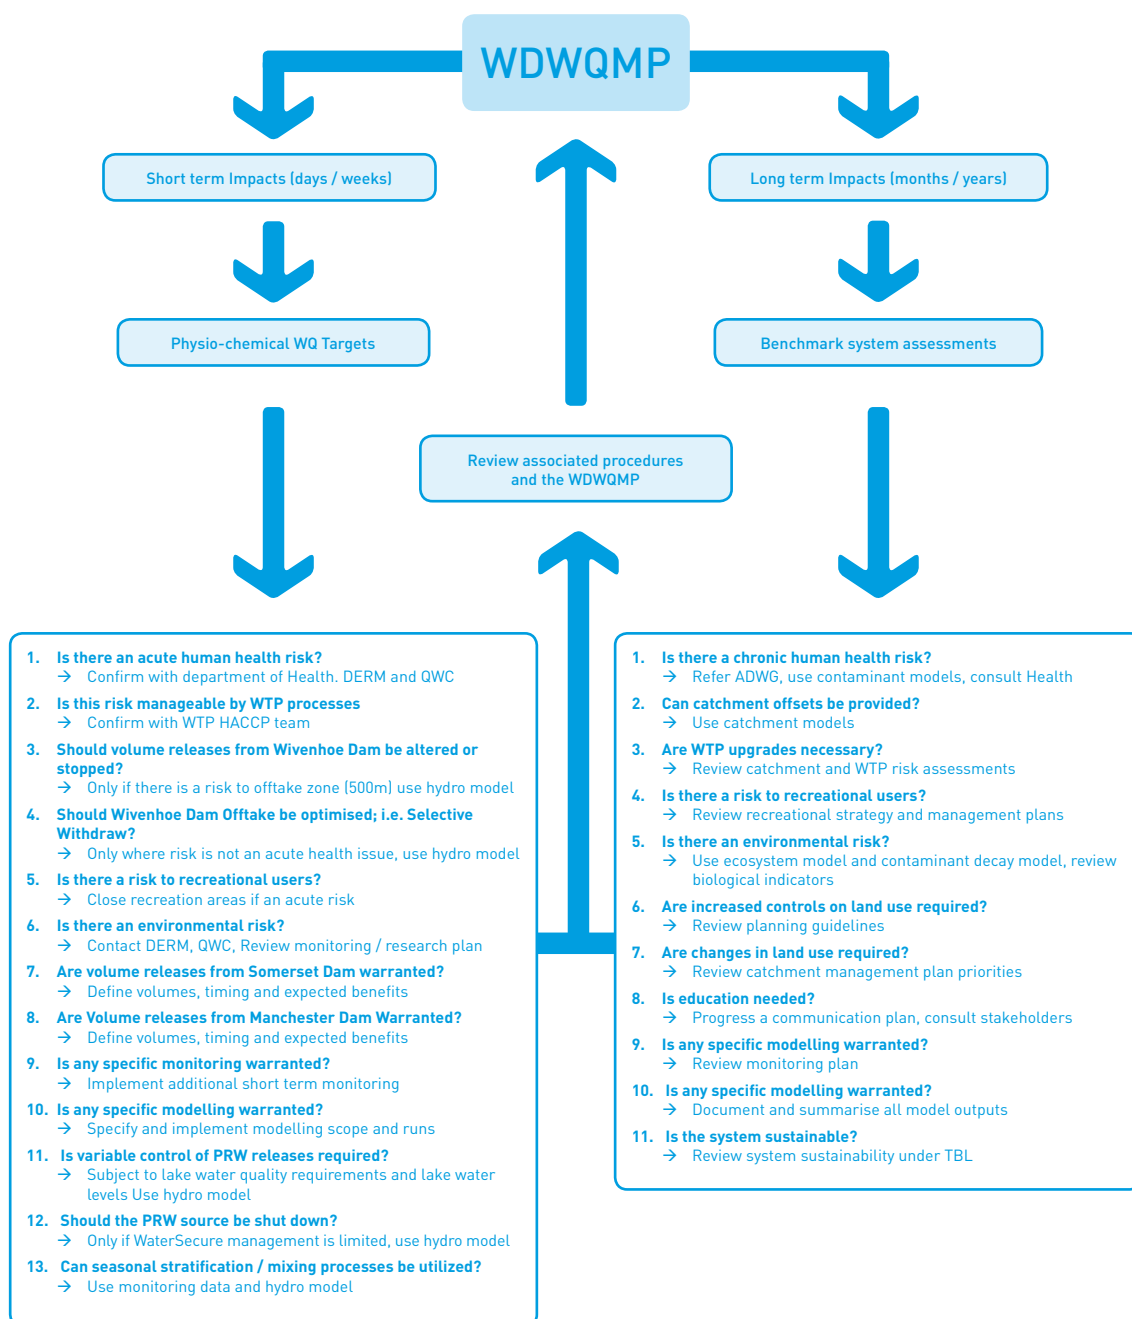 WDWQMP
Short term Impacts (days / weeks)
Long term Impacts (months / years)
Physio-chemical WQ Targets
Benchmark system assessments
Review associated procedures
and the WDWQMP
1. Is there an acute human health risk?
→ Confirm with department of Health. DERM and QWC
2. Is this risk manageable by WTP processes
→ Confirm with WTP HACCP team
3. Should volume releases from Wivenhoe Dam be altered or
stopped?
→ Only if there is a risk to offtake zone (500m) use hydro model
4. Should Wivenhoe Dam Offtake be optimised; i.e. Selective
Withdraw?
→ Only where risk is not an acute health issue, use hydro model
5. Is there a risk to recreational users?
→ Close recreation areas if an acute risk
6. Is there an environmental risk?
→ Contact DERM, QWC, Review monitoring / research plan
7. Are volume releases from Somerset Dam warranted?
→ Define volumes, timing and expected benefits
8. Are Volume releases from Manchester Dam Warranted?
→ Define volumes, timing and expected benefits
9. Is any specific monitoring warranted?
→ Implement additional short term monitoring
10. Is any specific modelling warranted?
→ Specify and implement modelling scope and runs
11. Is variable control of PRW releases required?
→ Subject to lake water quality requirements and lake water
levels Use hydro model
12. Should the PRW source be shut down?
→ Only if WaterSecure management is limited, use hydro model
13. Can seasonal stratification / mixing processes be utilized?
→ Use monitoring data and hydro model
1. Is there a chronic human health risk?
→ Refer ADWG, use contaminant models, consult Health
2. Can catchment offsets be provided?
→ Use catchment models
3. Are WTP upgrades necessary?
→ Review catchment and WTP risk assessments
4. Is there a risk to recreational users?
→ Review recreational strategy and management plans
5. Is there an environmental risk?
→ Use ecosystem model and contaminant decay model, review
biological indicators
6. Are increased controls on land use required?
→ Review planning guidelines
7. Are changes in land use required?
→ Review catchment management plan priorities
8. Is education needed?
→ Progress a communication plan, consult stakeholders
9. Is any specific modelling warranted?
→ Review monitoring plan
10. Is any specific modelling warranted?
→ Document and summarise all model outputs
11. Is the system sustainable?
→ Review system sustainability under TBL